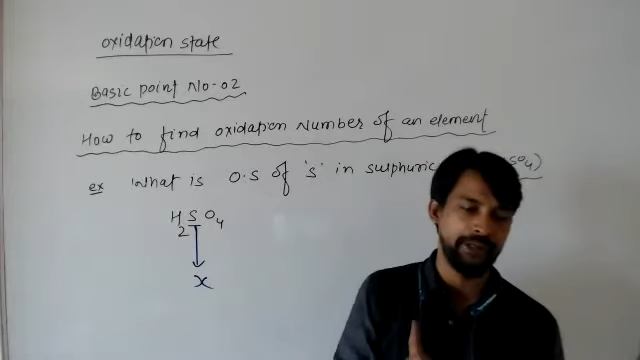 oxidation state
Basic point No-02
How to find oxidation Number of an element
ex What is O.S of 's' in sulphuric SO4)
H2SO4
x